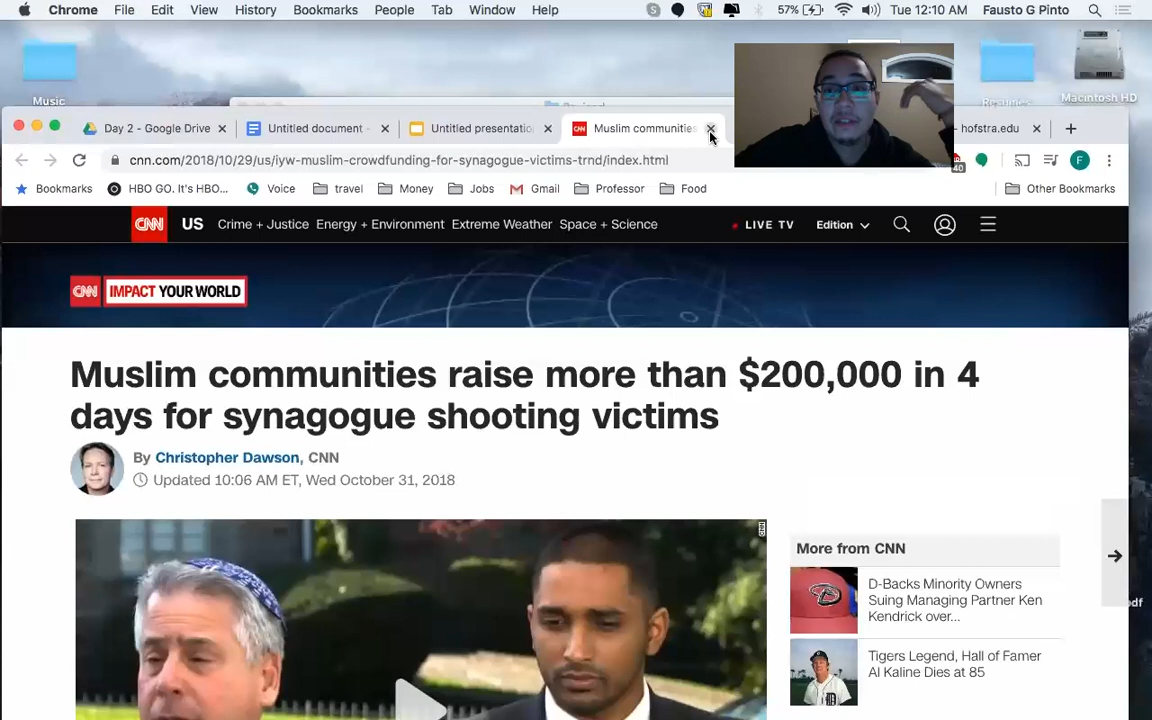 Chrome File Edit View History Bookmarks People Tab Window Help 57% Tue 12:10 AM Fausto G Pinto
Music
Macintosh HD
Day 2 - Google Drive Untitled document - Untitled presentatio Muslim communities hofstra.edu
cnn.com/2018/10/29/us/iyw-muslim-crowdfunding-for-synagogue-victims-trnd/index.html 40 F
Bookmarks HBO GO. It's HBO... Voice travel Money Jobs Gmail Professor Food Other Bookmarks
CNN US Crime + Justice Energy + Environment Extreme Weather Space + Science LIVE TV Edition
CNN IMPACT YOUR WORLD
Muslim communities raise more than $200,000 in 4
days for synagogue shooting victims
By Christopher Dawson, CNN
Updated 10:06 AM ET, Wed October 31, 2018
CNN
More from CNN
D-Backs Minority Owners
Suing Managing Partner Ken
Kendrick over...
Tigers Legend, Hall of Famer
Al Kaline Dies at 85